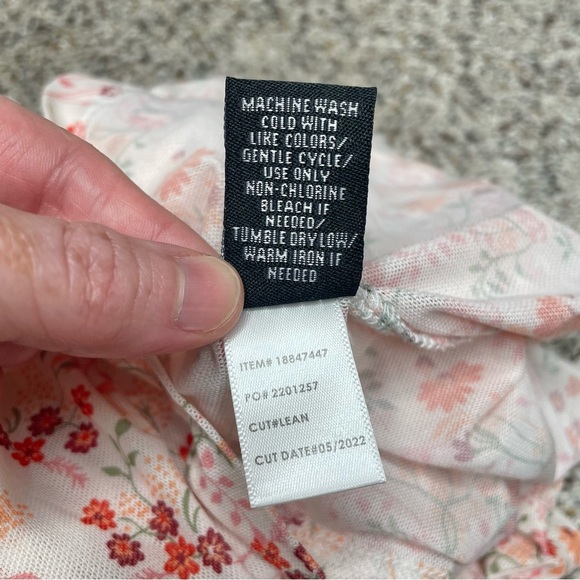 MACHINE WASH
COLD WITH
LIKE COLORS/
GENTLE CYCLE/
USE ONLY
NON-CHLORINE
BLEACH IF
NEEDED/
TUMBLE DRY LOW/
WARM IRON IF
NEEDED
ITEM# 18847447
PO# 2201257
CUT#LEAN
CUT DATE#05/2022